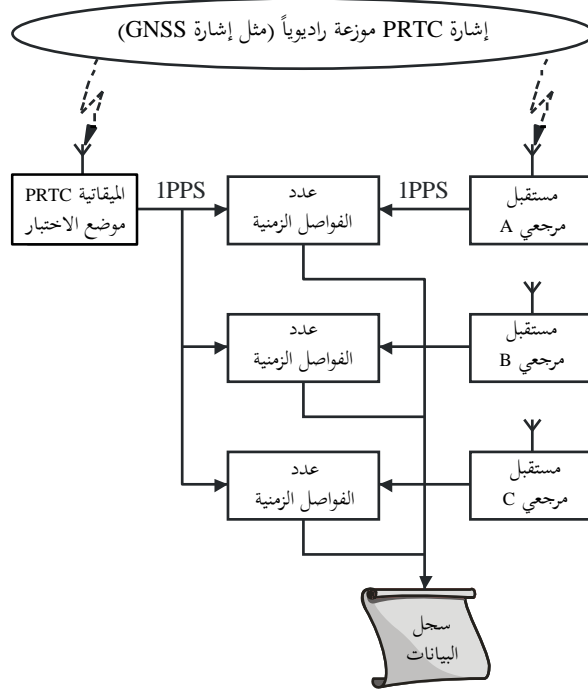 إشارة PRTC موزعة راديوياً (مثل إشارة GNSS)
الميقاتية PRTC
موضع الاختبار
1PPS
عدد
الفواصل الزمنية
1PPS
مستقبل
مرجعي A
عدد
الفواصل الزمنية
مستقبل
مرجعي B
عدد
الفواصل الزمنية
مستقبل
مرجعي C
سجل
البيانات